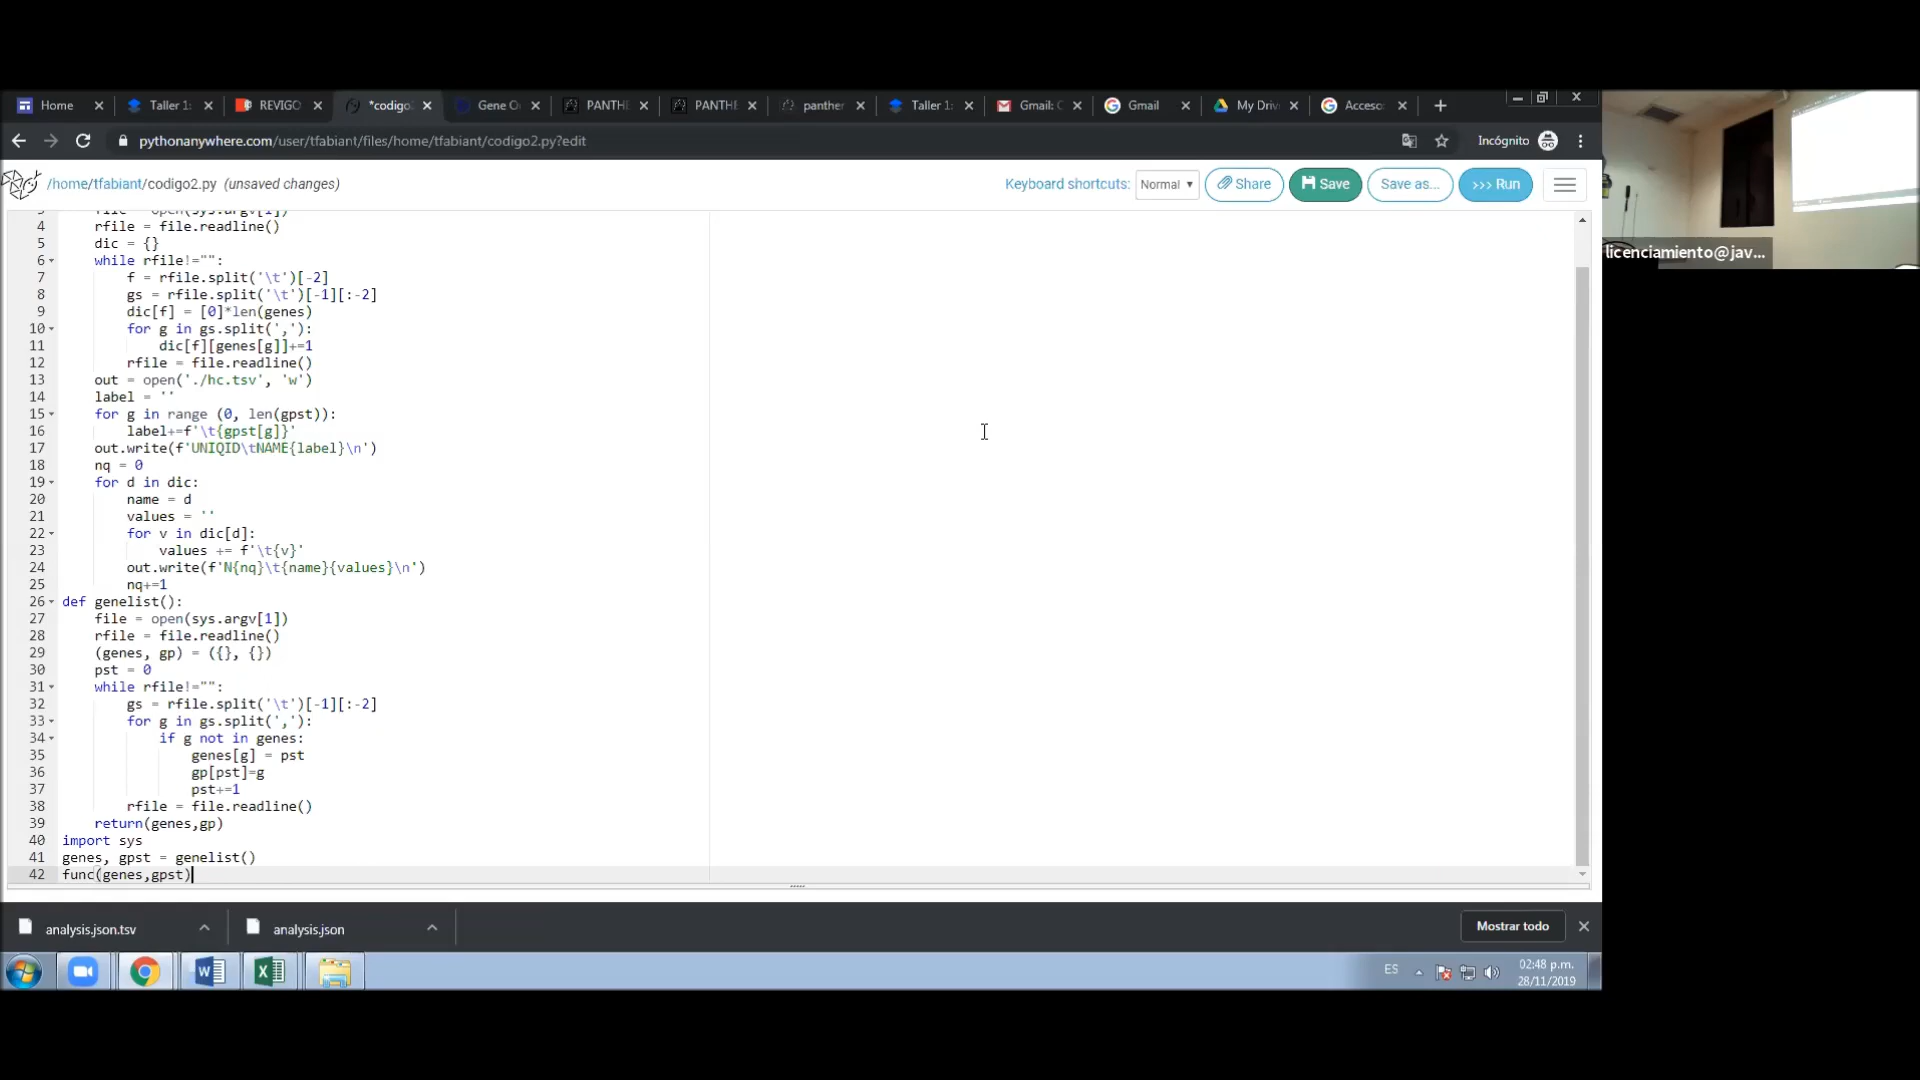 Home
Taller 1:
REVIGO
*codigo
Gene O
PANTHE
PANTHE
panther
Taller 1:
Gmail: C
Gmail
My Driv
Acceso
pythonanywhere.com/user/tfabiant/files/home/tfabiant/codigo2.py?edit
Incógnito
/home/tfabiant/codigo2.py (unsaved changes)
Keyboard shortcuts: Normal
Share
Save
Save as...
>>> Run
3 file = open(sys.argv[1])
4 rfile = file.readline()
5 dic = {}
6 while rfile!="":
7 f = rfile.split('\t')[-2]
8 gs = rfile.split('\t')[-1][:-2]
9 dic[f] = [0]*len(genes)
10 for g in gs.split(','):
11 dic[f][genes[g]]+=1
12 rfile = file.readline()
13 out = open('./hc.tsv', 'w')
14 label = ''
15 for g in range (0, len(gpst)):
16 label+=f'\t{gpst[g]}'
17 out.write(f'UNIQID\tNAME{label}\n')
18 nq = 0
19 for d in dic:
20 name = d
21 values = ''
22 for v in dic[d]:
23 values += f'\t{v}'
24 out.write(f'N{nq}\t{name}{values}\n')
25 nq+=1
26 def genelist():
27 file = open(sys.argv[1])
28 rfile = file.readline()
29 (genes, gp) = ({}, {})
30 pst = 0
31 while rfile!="":
32 gs = rfile.split('\t')[-1][:-2]
33 for g in gs.split(','):
34 if g not in genes:
35 genes[g] = pst
36 gp[pst]=g
37 pst+=1
38 rfile = file.readline()
39 return(genes,gp)
40 import sys
41 genes, gpst = genelist()
42 func(genes,gpst)
licenciamiento@jav...
analysis.json.tsv
analysis.json
Mostrar todo
ES
02:48 p.m.
28/11/2019